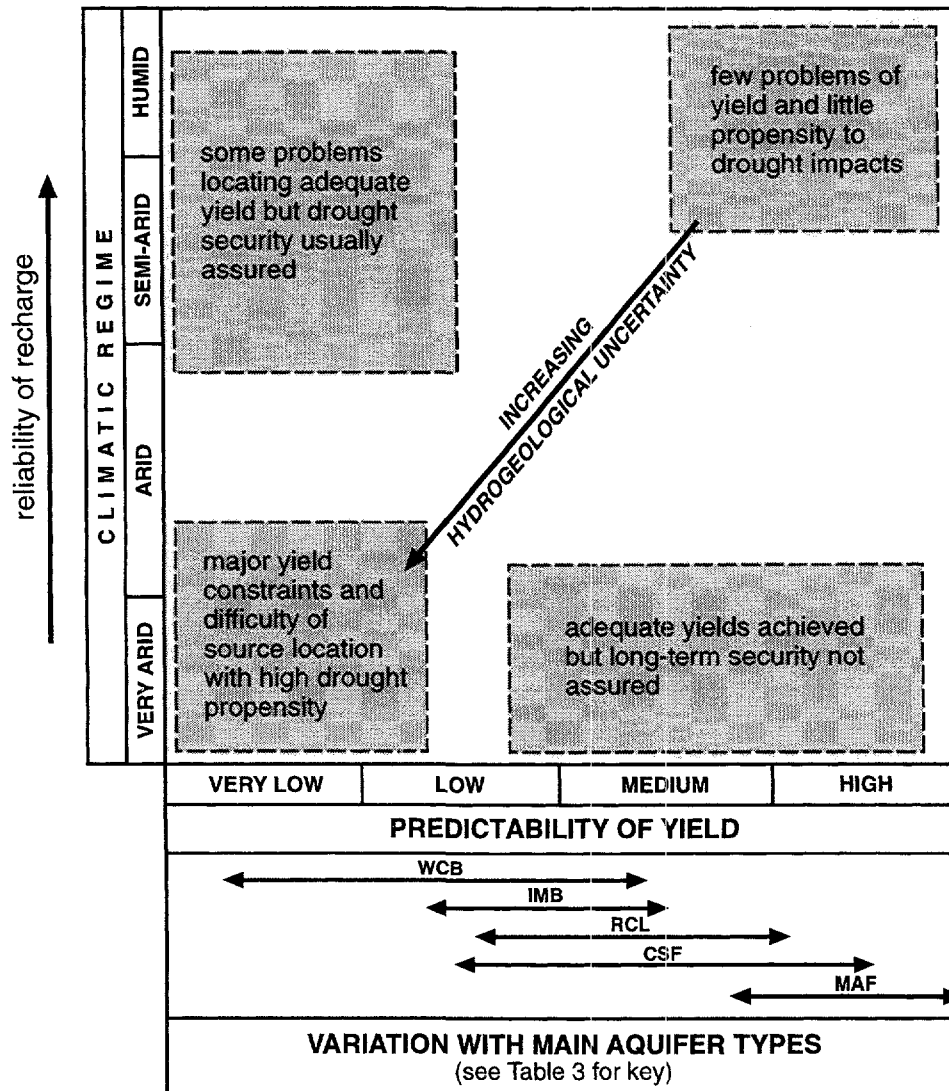 reliability of recharge
CLIMATIC REGIME
HUMID
SEMI-ARID
ARID
VERY ARID
some problems
locating adequate
yield but drought
security usually
assured
few problems of
yield and little
propensity to
drought impacts
INCREASING
HYDROGEOLOGICAL UNCERTAINTY
major yield
constraints and
difficulty of
source location
with high drought
propensity
adequate yields achieved
but long-term security not
assured
VERY LOW
LOW
MEDIUM
HIGH
PREDICTABILITY OF YIELD
WCB
IMB
RCL
CSF
MAF
VARIATION WITH MAIN AQUIFER TYPES
(see Table 3 for key)